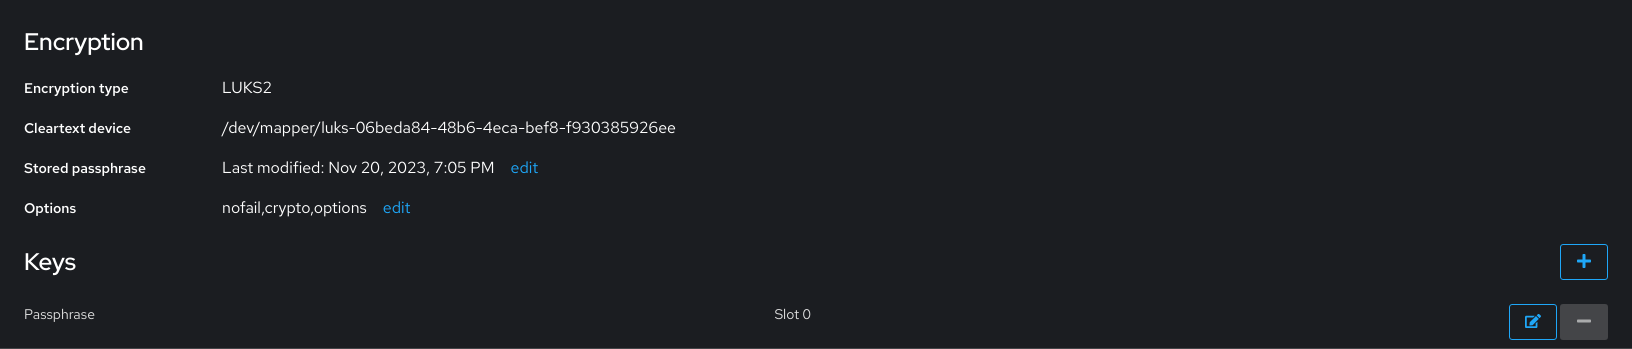 Encryption
Encryption type LUKS2
Cleartext device /dev/mapper/luks-06beda84-48b6-4eca-bef8-f930385926ee
Stored passphrase Last modified: Nov 20, 2023, 7:05 PM edit
Options nofail,crypto,options edit
Keys
Passphrase Slot 0